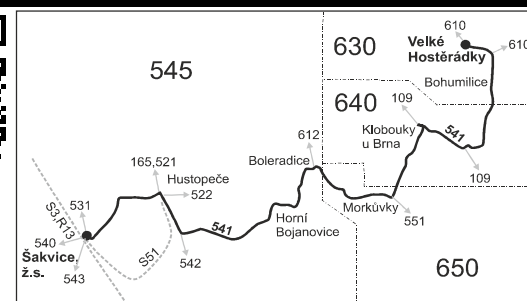 610
Velké
Hostěrádky
610
630
545
Bohumilice
640
109
Klobouky
u Brna
541
612
Boleradice
109
165,521
Hustopeče
522
Morkůvky
551
531
S3,R13
541
Horní
Bojanovice
540
Šakvice,
ž.s.
543
S51
542
650